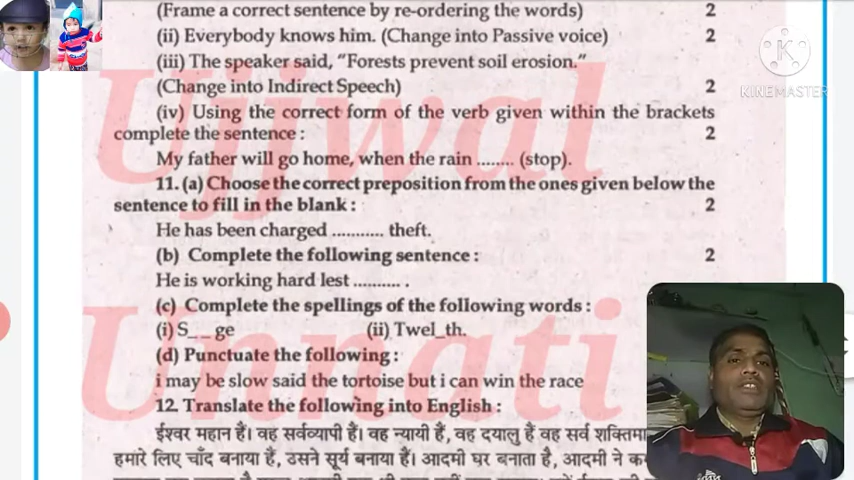 (Frame a correct sentence by re-ordering the words) 2
(ii) Everybody knows him. (Change into Passive voice) 2
(iii) The speaker said, "Forests prevent soil erosion."
(Change into Indirect Speech) 2
(iv) Using the correct form of the verb given within the brackets
complete the sentence : 2
My father will go home, when the rain ........ (stop).
11. (a) Choose the correct preposition from the ones given below the
sentence to fill in the blank : 2
He has been charged ........... theft.
(b) Complete the following sentence : 2
He is working hard lest .......... .
(c) Complete the spellings of the following words :
(i) S_ _ ge (ii) Twel_th.
(d) Punctuate the following :
i may be slow said the tortoise but i can win the race
12. Translate the following into English :
ईश्वर महान हैं। वह सर्वव्यापी हैं। वह न्यायी हैं, वह दयालु हैं वह सर्व
हमारे लिए चाँद बनाया है, उसने सूर्य बनाया हैं। आदमी घर बनाता है, आदमी ने
Ujjwal
Unnati
KINEMASTER